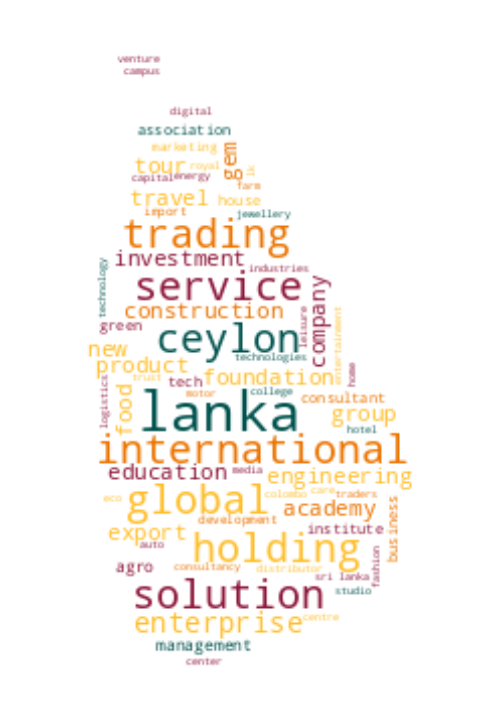 venture
campus
digital
association
marketing
gem
tour royal lk
capital energy
farm
travel house
import jewellery
trading
investment
industries
technology
service
company
construction
leisure
entertainment
green
ceylon
new technologies
product
home
trust tech foundation
logistics
food
motor college consultant
lanka group
hotel
international
education media engineering
eco global colombo care traders
academy
business
development
export institute
holding
auto
fashion
agro consultancy distributor
sri lanka
solution studio
enterprise centre
management
center